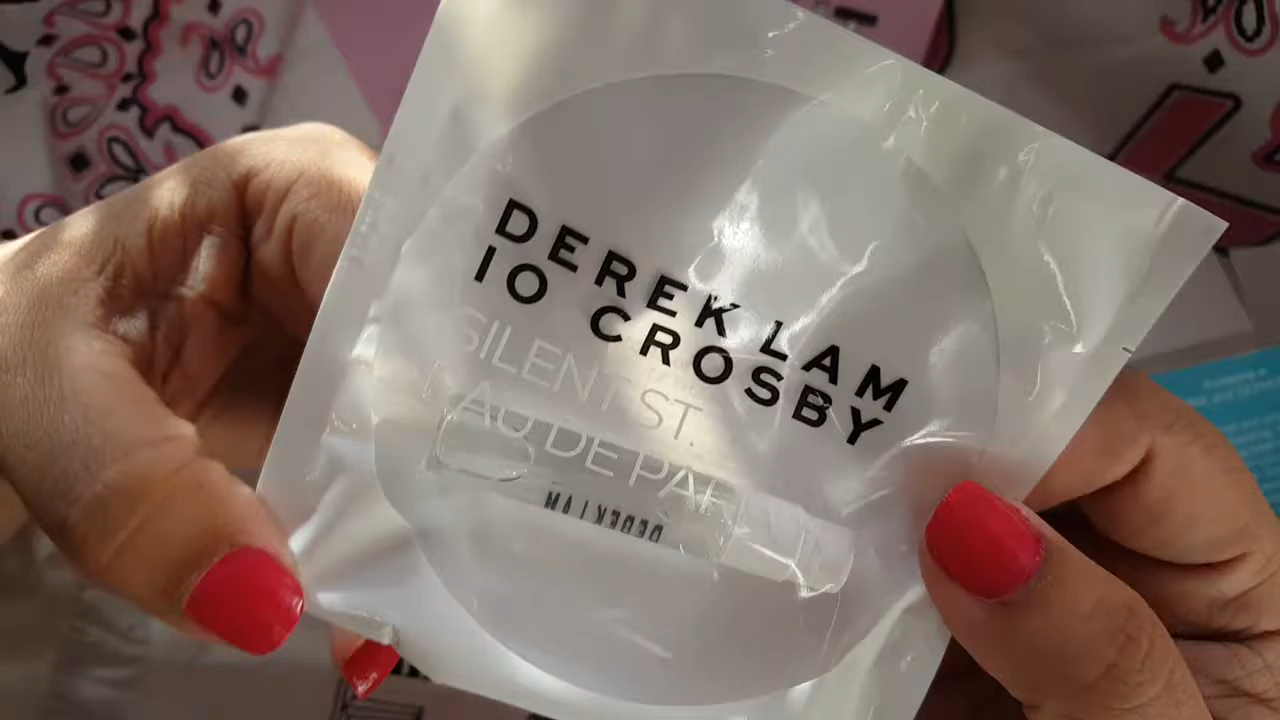 DEREK LAM
10 CROSBY
SILENT ST.
EAU DE PARFUM
DEREK LAM